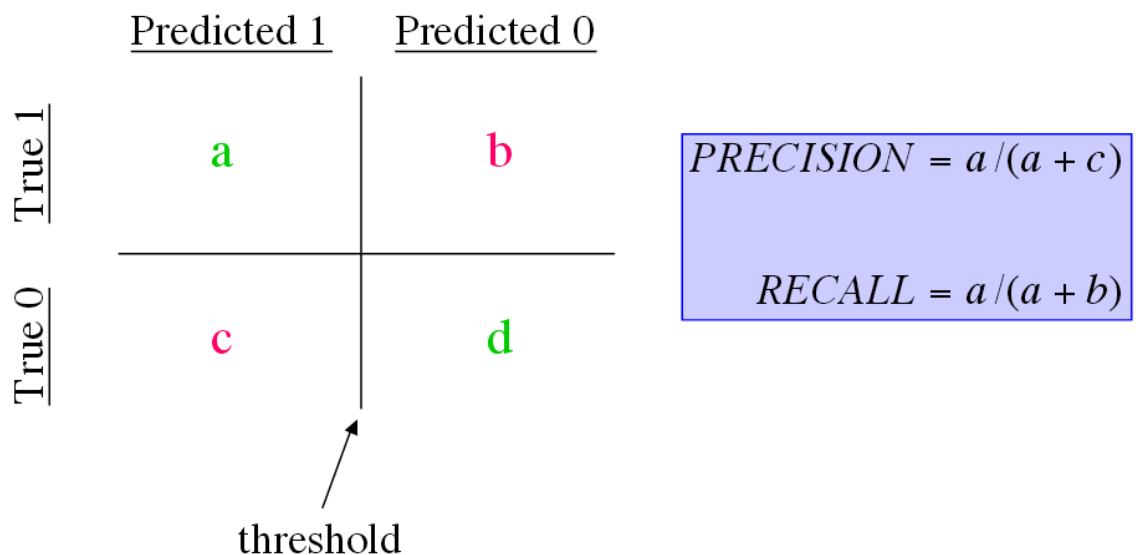 Predicted 1 Predicted 0
True 1
a b
PRECISION = a/(a + c)
RECALL = a/(a + b)
True 0
c d
threshold